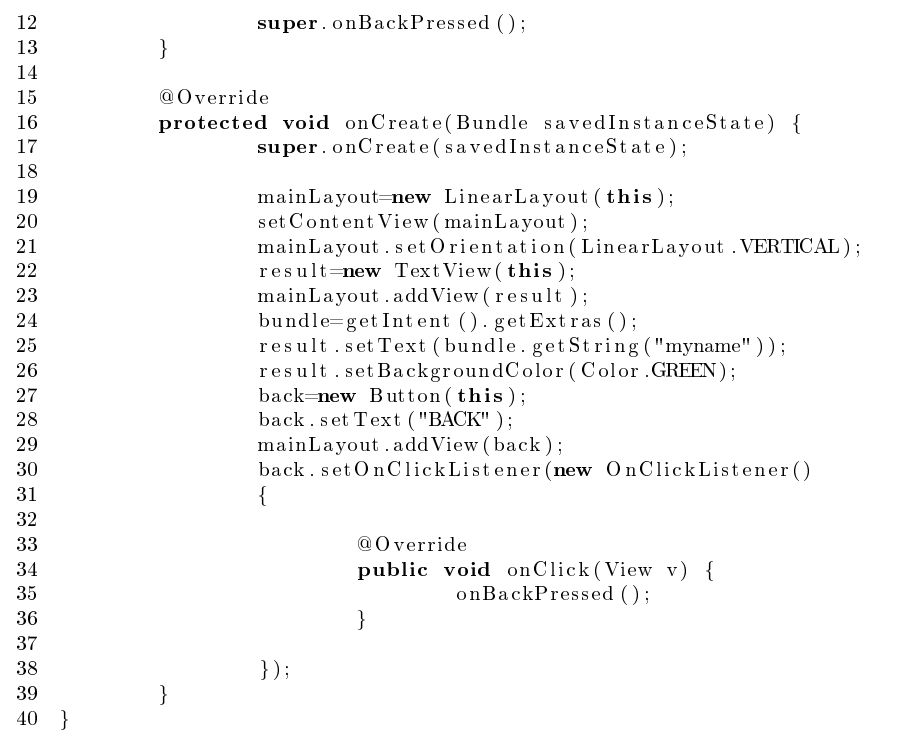 12 super.onBackPressed();
13 }
14
15 @Override
16 protected void onCreate(Bundle savedInstanceState) {
17 super.onCreate(savedInstanceState);
18
19 mainLayout=new LinearLayout(this);
20 setContentView(mainLayout);
21 mainLayout.setOrientation(LinearLayout.VERTICAL);
22 result=new TextView(this);
23 mainLayout.addView(result);
24 bundle=getIntent().getExtras();
25 result.setText(bundle.getString("myname"));
26 result.setBackgroundColor(Color.GREEN);
27 back=new Button(this);
28 back.setText("BACK");
29 mainLayout.addView(back);
30 back.setOnClickListener(new OnClickListener()
31 {
32
33 @Override
34 public void onClick(View v) {
35 onBackPressed();
36 }
37
38 });
39 }
40 }